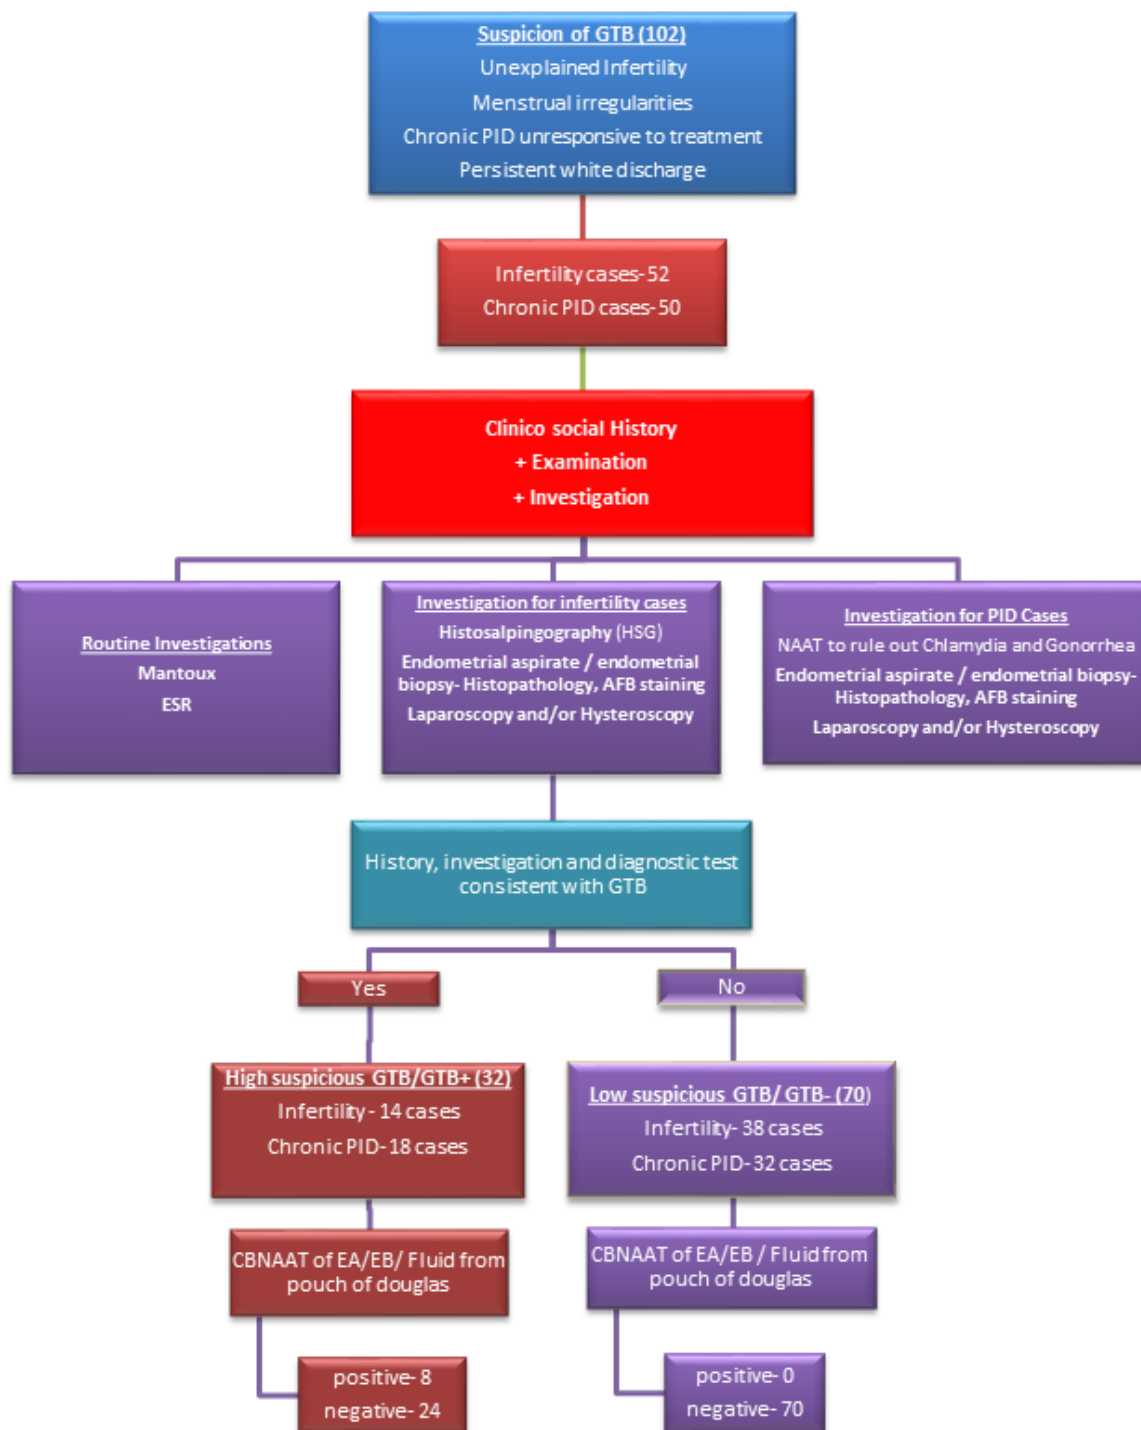 Suspicion of GTB (102)
Unexplained Infertility
Menstrual irregularities
Chronic PID unresponsive to treatment
Persistent white discharge
Infertility cases- 52
Chronic PID cases- 50
Clinico social History
+ Examination
+ Investigation
Routine Investigations
Mantoux
ESR
Investigation for infertility cases
Histosalpingography (HSG)
Endometrial aspirate / endometrial
biopsy- Histopathology, AFB staining
Laparoscopy and/or Hysteroscopy
Investigation for PID Cases
NAAT to rule out Chlamydia and Gonorrhea
Endometrial aspirate / endometrial biopsy-
Histopathology, AFB staining
Laparoscopy and/or Hysteroscopy
History, investigation and diagnostic test
consistent with GTB
Yes
No
High suspicious GTB/GTB+ (32)
Infertility - 14 cases
Chronic PID- 18 cases
Low suspicious GTB/ GTB- (70)
Infertility- 38 cases
Chronic PID- 32 cases
CBNAAT of EA/EB/ Fluid from
pouch of douglas
CBNAAT of EA/EB / Fluid from
pouch of douglas
positive- 8
negative- 24
positive- 0
negative- 70